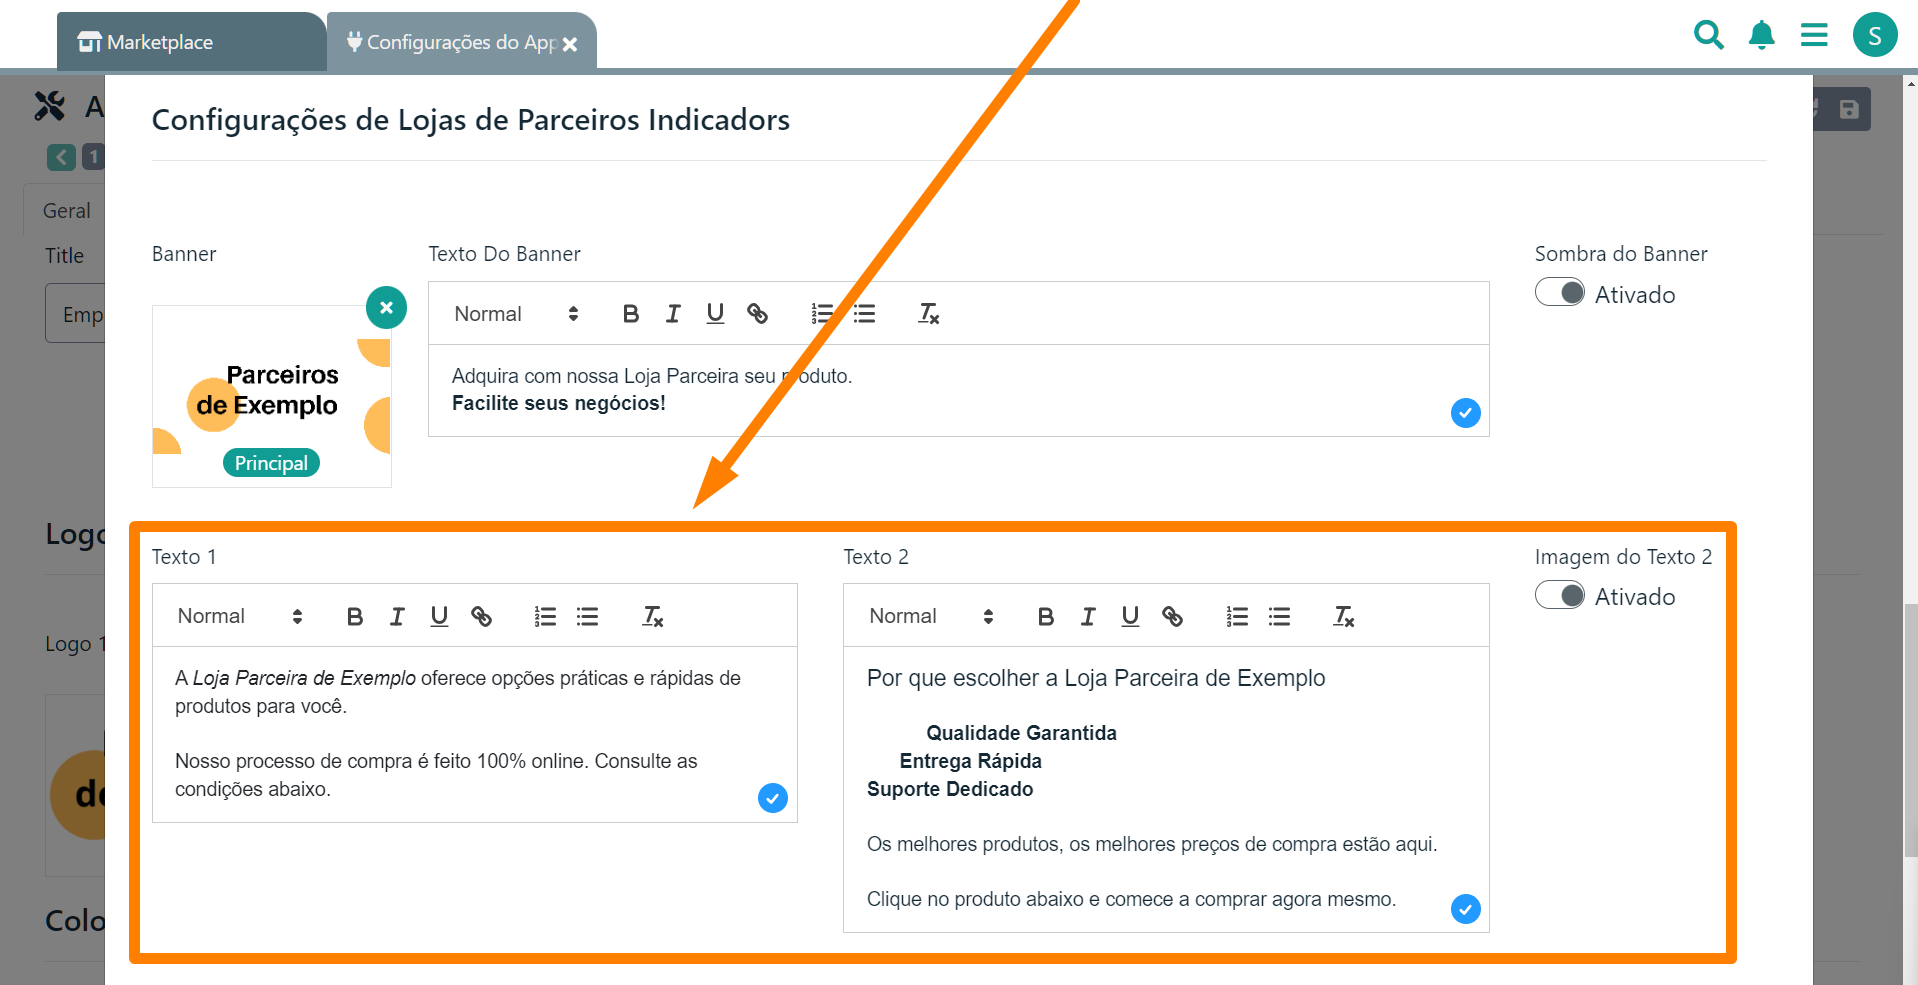 Marketplace
Configurações do App
S
A
1
Geral
Title
Emp
Logo
Logo 1
de
Colo
Configurações de Lojas de Parceiros Indicadors
Banner
Parceiros
de Exemplo
Principal
Texto Do Banner
Normal
Adquira com nossa Loja Parceira seu produto.
Facilite seus negócios!
Sombra do Banner
Ativado
Texto 1
Normal
A Loja Parceira de Exemplo oferece opções práticas e rápidas de
produtos para você.
Nosso processo de compra é feito 100% online. Consulte as
condições abaixo.
Texto 2
Normal
Por que escolher a Loja Parceira de Exemplo
Qualidade Garantida
Entrega Rápida
Suporte Dedicado
Os melhores produtos, os melhores preços de compra estão aqui.
Clique no produto abaixo e comece a comprar agora mesmo.
Imagem do Texto 2
Ativado